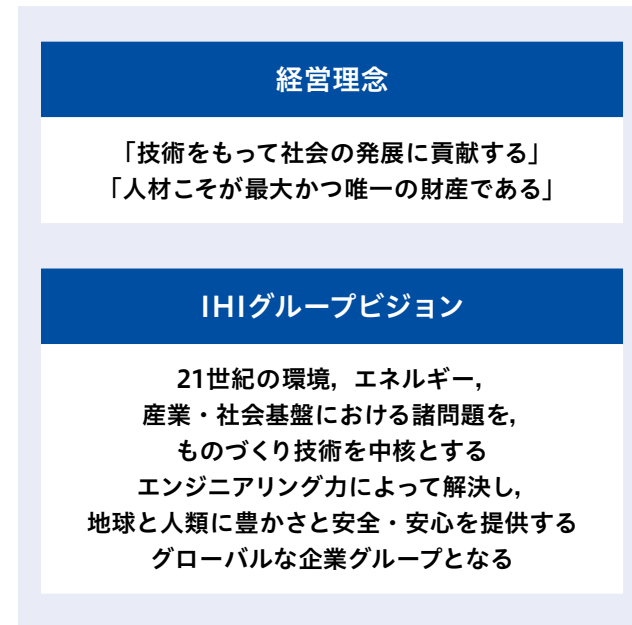 経営理念
「技術をもって社会の発展に貢献する」
「人材こそが最大かつ唯一の財産である」
IHIグループビジョン
21世紀の環境，エネルギー，
産業・社会基盤における諸問題を，
ものづくり技術を中核とする
エンジニアリング力によって解決し，
地球と人類に豊かさと安全・安心を提供する
グローバルな企業グループとなる